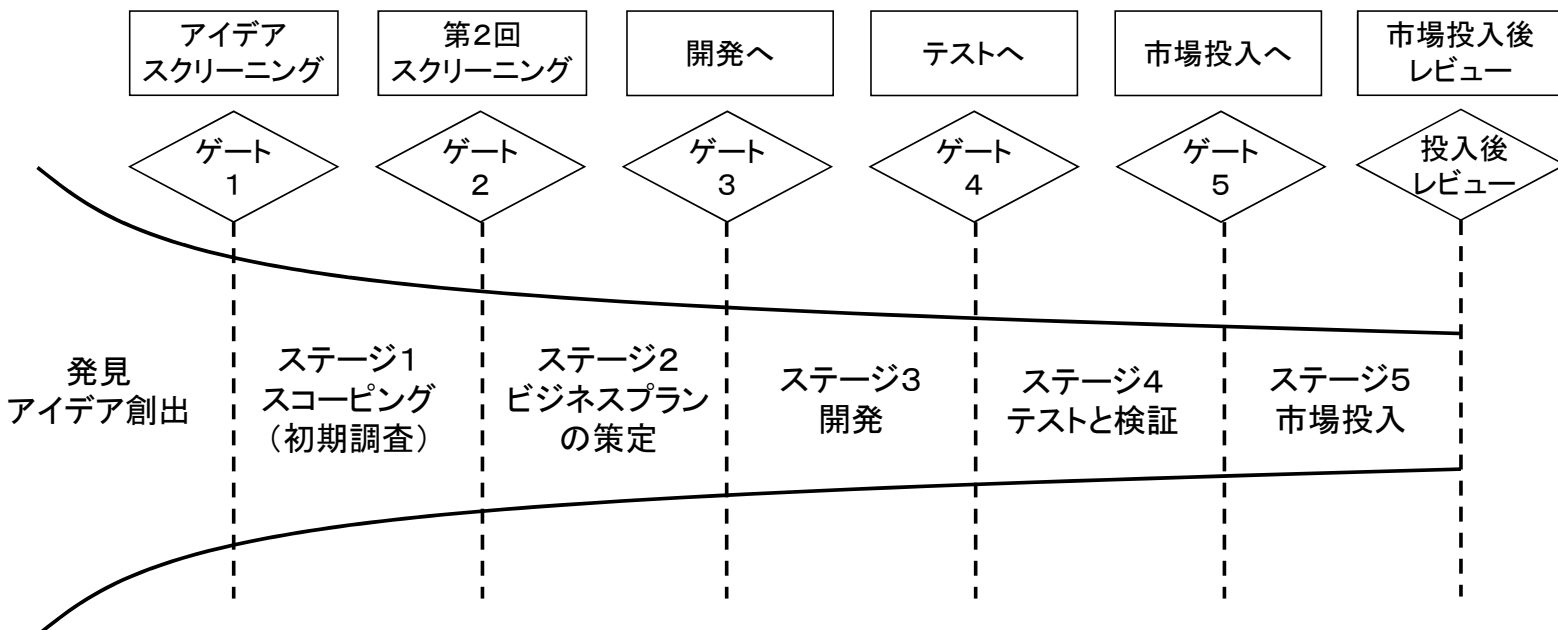 アイデア
スクリーニング
第2回
スクリーニング
開発へ
テストへ
市場投入へ
市場投入後
レビュー
ゲート
1
ゲート
2
ゲート
3
ゲート
4
ゲート
5
投入後
レビュー
発見
アイデア創出
ステージ1
スコーピング
（初期調査）
ステージ2
ビジネスプラン
の策定
ステージ3
開発
ステージ4
テストと検証
ステージ5
市場投入